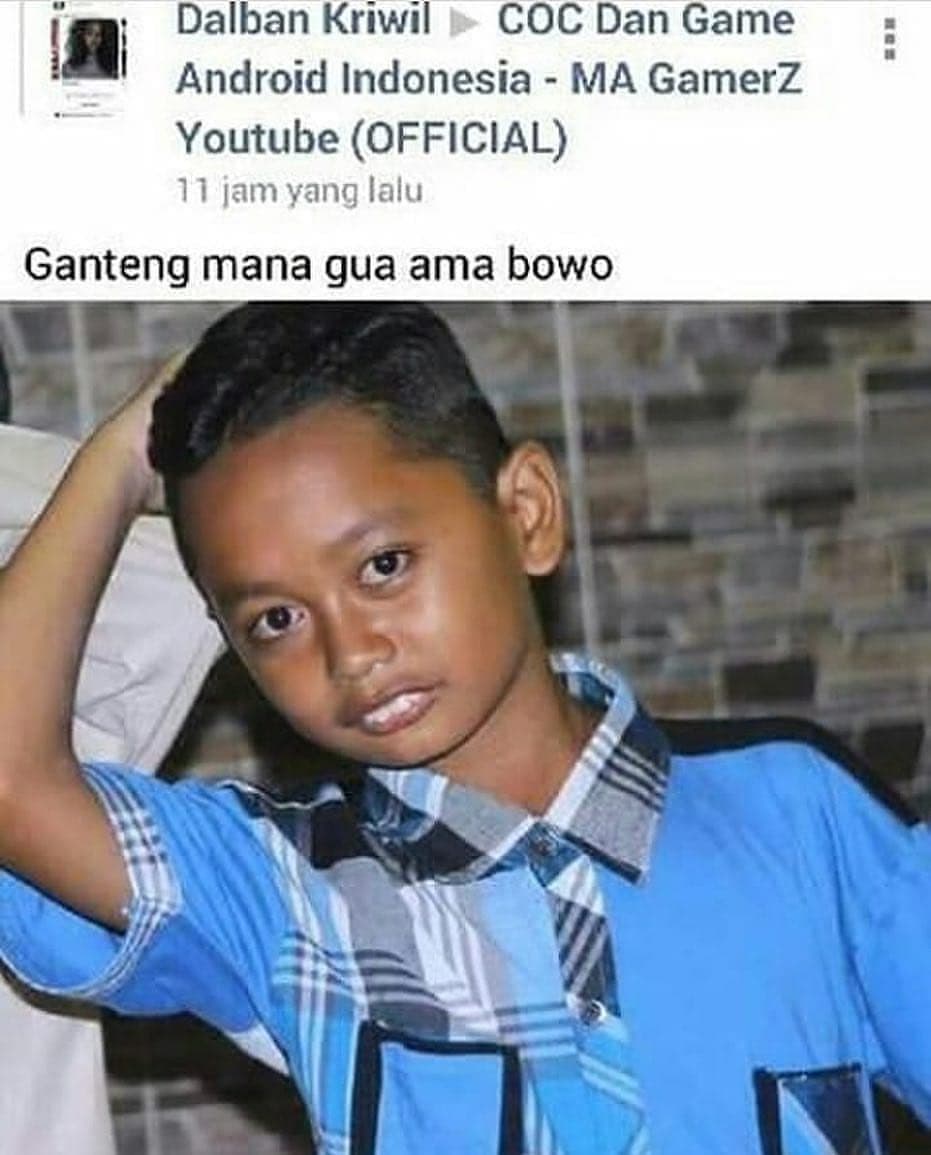 Dalban Kriwil ▶ COC Dan Game
Android Indonesia - MA GamerZ
Youtube (OFFICIAL)
11 jam yang lalu
Ganteng mana gua ama bowo